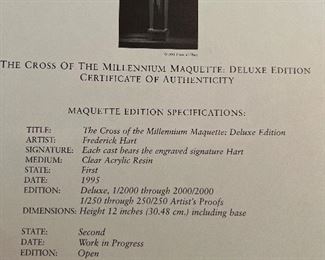 THE CROSS OF THE MILLENNIUM MAQUETTE: DELUXE EDITION
CERTIFICATE OF AUTHENTICITY
MAQUETTE EDITION SPECIFICATIONS:
TITLE: The Cross of the Millennium Maquette: Deluxe Edition
ARTIST: Frederick Hart
SIGNATURE: Each cast bears the engraved signature Hart
MEDIUM: Clear Acrylic Resin
STATE: First
DATE: 1995
EDITION: Deluxe, 1/2000 through 2000/2000
1/250 through 250/250 Artist's Proofs
DIMENSIONS: Height 12 inches (30.48 cm.) including base
STATE: Second
DATE: Work in Progress
EDITION: Open